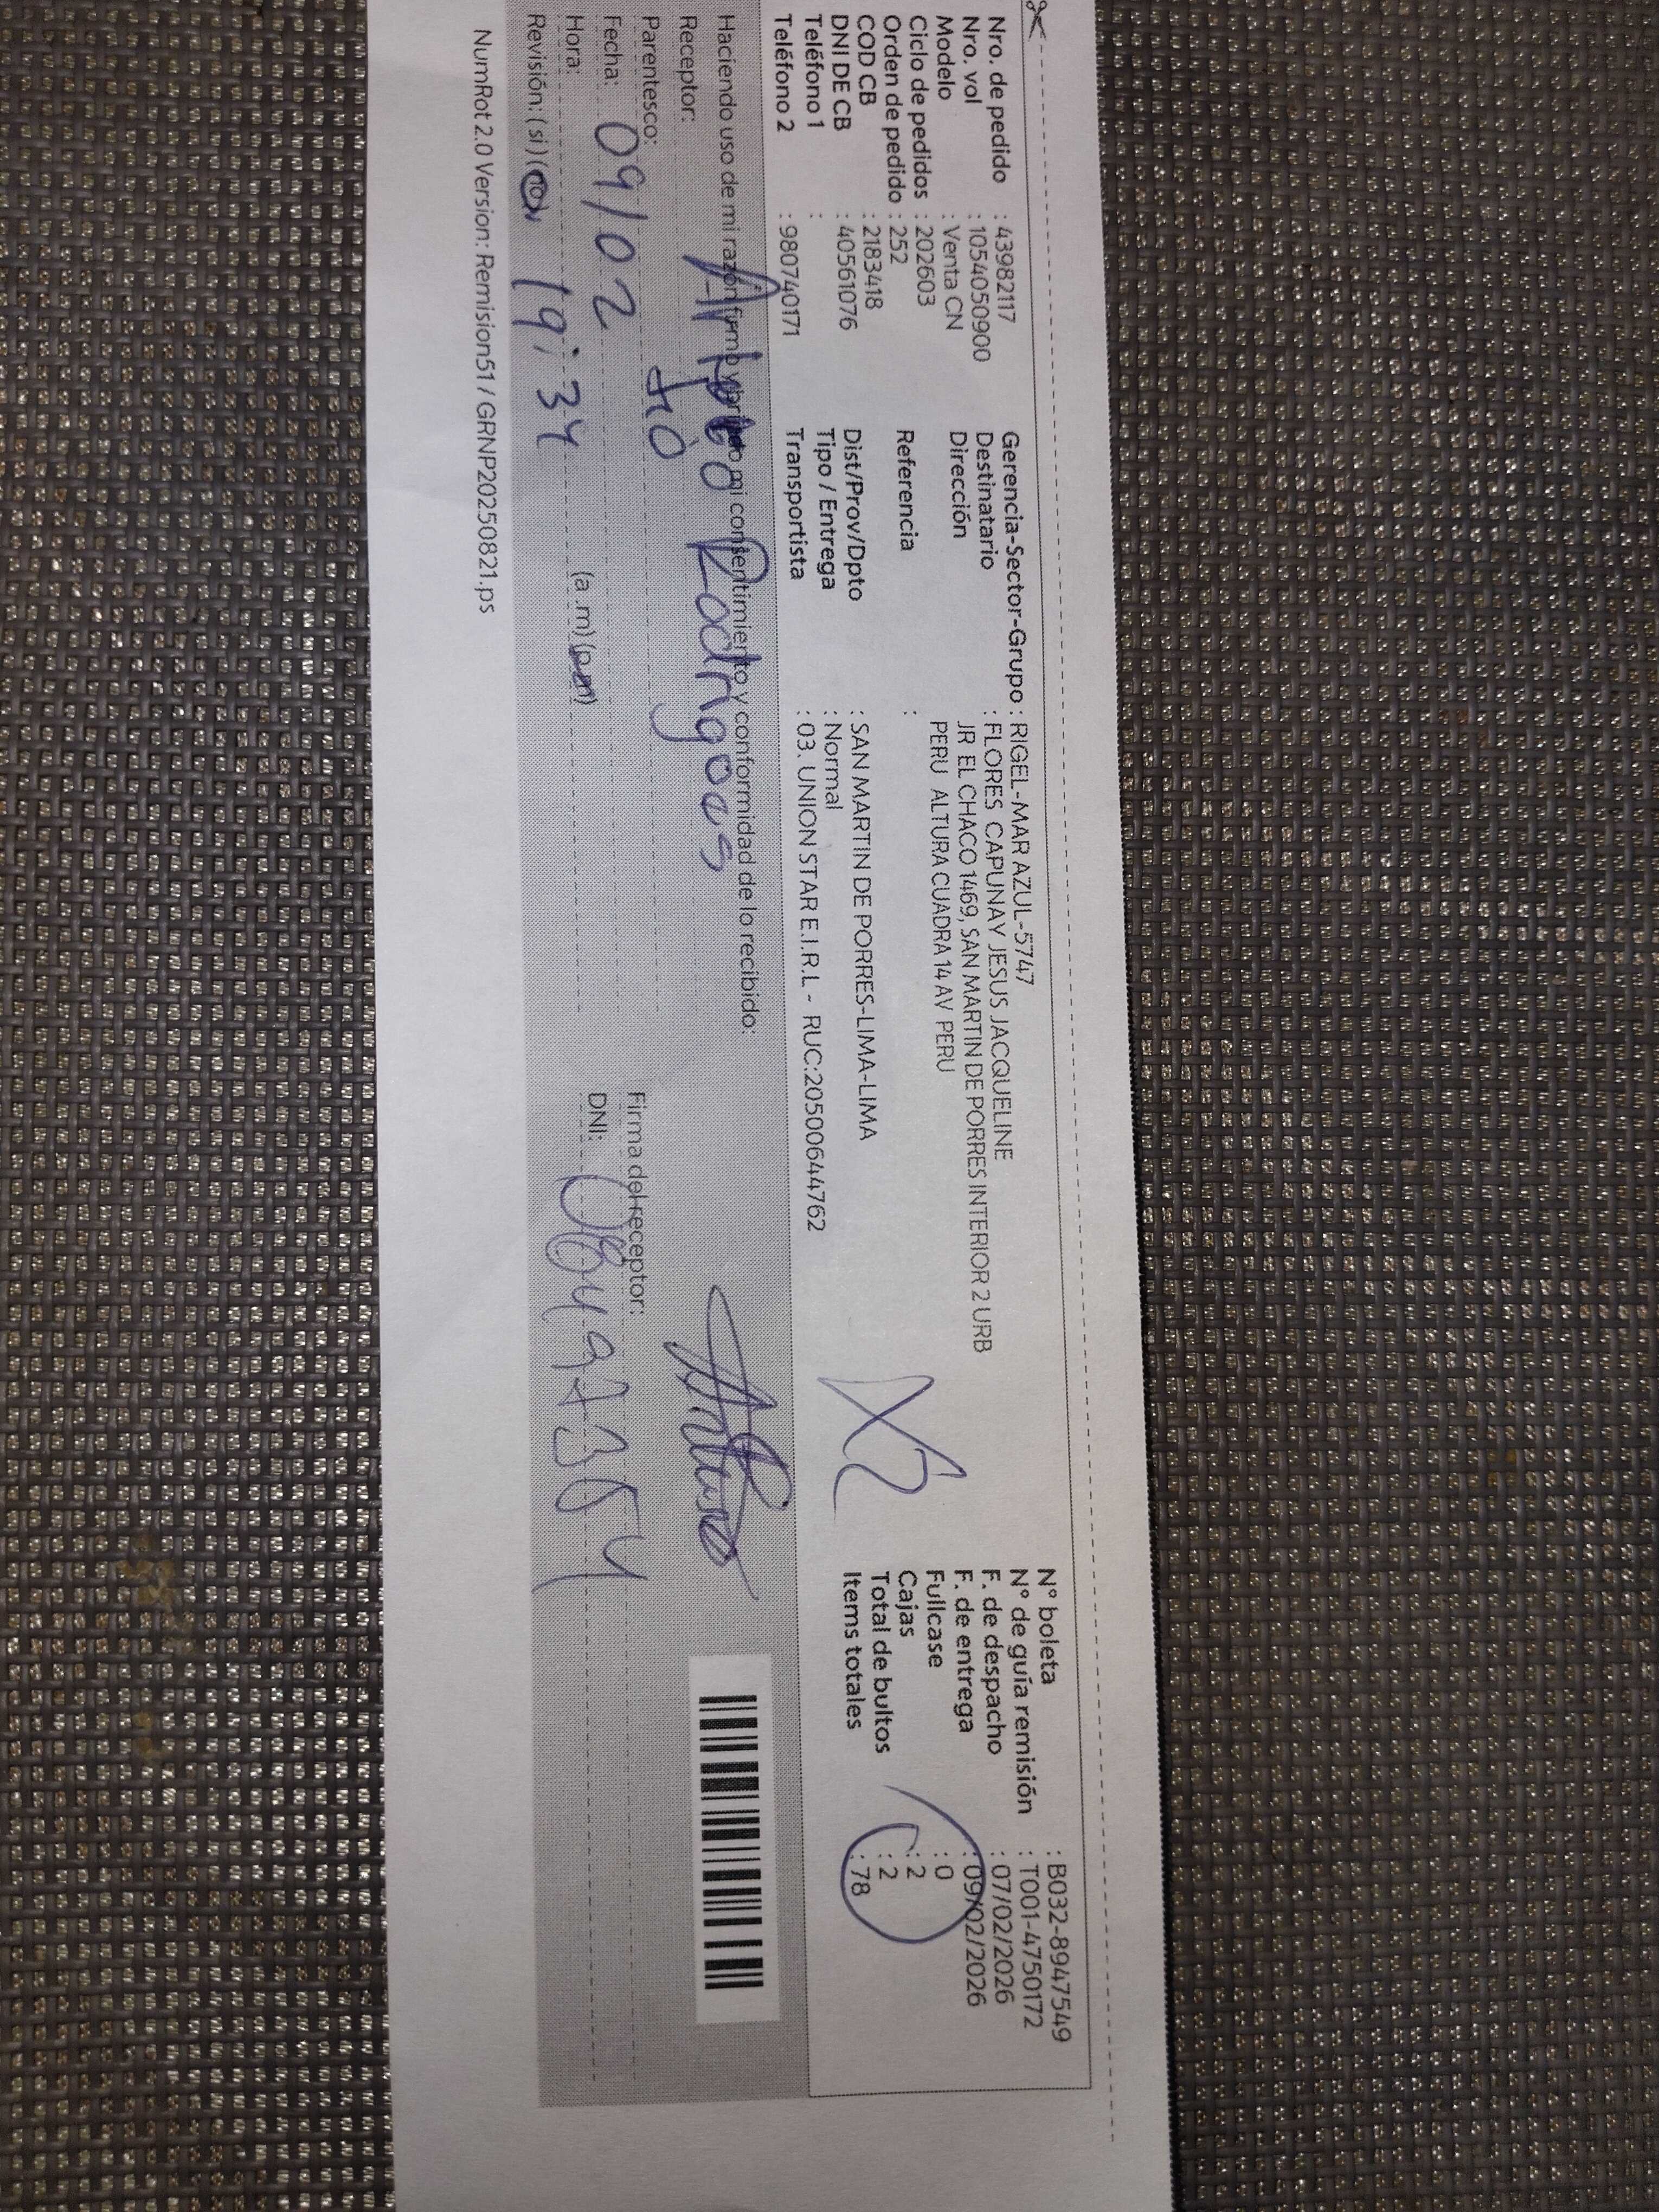 Nro. de pedido : 43982117
Nro. vol : 1054050900
Modelo : Venta CN
Ciclo de pedidos : 202603
Orden de pedido : 252
COD CB : 2183418
DNI DE CB : 40561076
Teléfono 1 :
Teléfono 2 : 980740171
Gerencia-Sector-Grupo : RIGEL-MAR AZUL-5747
Destinatario : FLORES CAPUNAY JESUS JACQUELINE
Dirección JR EL CHACO 1469, SAN MARTIN DE PORRES INTERIOR 2 URB
PERU ALTURA CUADRA 14 AV PERU
Referencia :
Dist/Prov/Dpto : SAN MARTIN DE PORRES-LIMA-LIMA
Tipo / Entrega : Normal
Transportista : 03. UNION STAR E.I.R.L - RUC:20500644762
N° boleta : B032-8947549
N° de guía remisión : T001-4750172
F. de despacho : 07/02/2026
F. de entrega : 09/02/2026
Fullcase : 0
Cajas : 2
Total de bultos : 2
Items totales : 78
Haciendo uso de mi razón firmo y brindo mi consentimiento y conformidad de lo recibido:
Receptor: Rodrigoes
Parentesco: tio
Fecha: 09/02
Hora: 19:34 (a.m) (pm)
Revisión: ( si ) (no)
Firma del receptor:
DNI:
NumRot 2.0 Version: Remision51 / GRNP20250821.ps